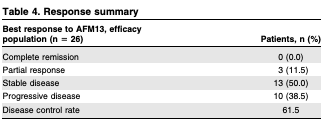 Table 4. Response summary
Best response to AFM13, efficacy
population (n = 26) Patients, n (%)
Complete remission 0 (0.0)
Partial response 3 (11.5)
Stable disease 13 (50.0)
Progressive disease 10 (38.5)
Disease control rate 61.5